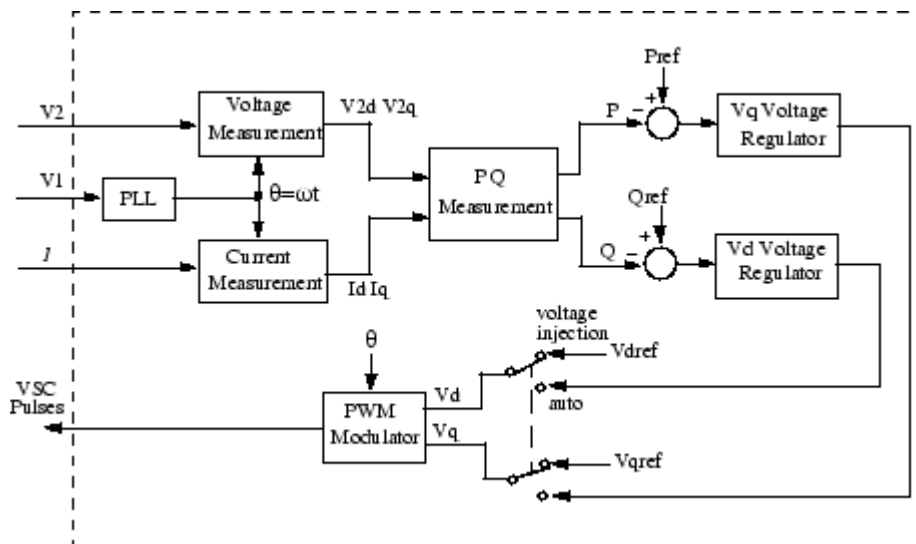 Pref
V2
Voltage
Measurement
V2d V2q
P
+
−
Vq Voltage
Regulator
V1
PLL
θ=ωt
PQ
Measurement
Qref
I
Current
Measurement
Id Iq
Q
+
−
Vd Voltage
Regulator
voltage
injection
θ
Vdref
VSC
Pulses
PWM
Modulator
Vd
Vq
auto
Vqref